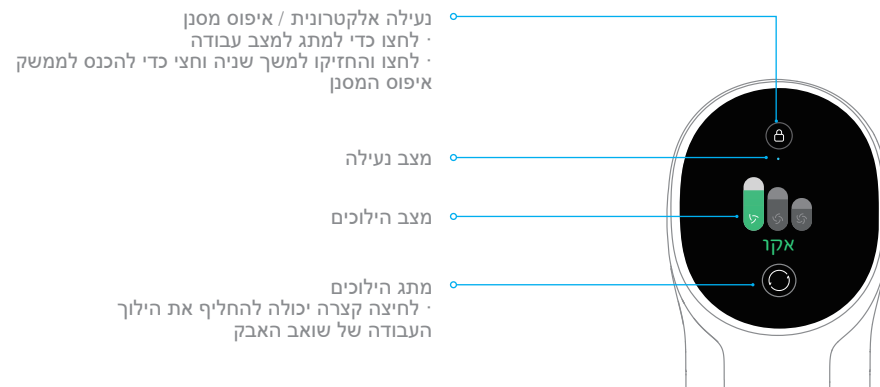 נעילה אלקטרונית / איפוס מסנן
· לחצו כדי למתג למצב עבודה
· לחצו והחזיקו למשך שניה וחצי כדי להכנס לממשק
איפוס המסנן
מצב נעילה
מצב הילוכים
אקו
מתג הילוכים
· לחיצה קצרה יכולה להחליף את הילוך
העבודה של שואב האבק